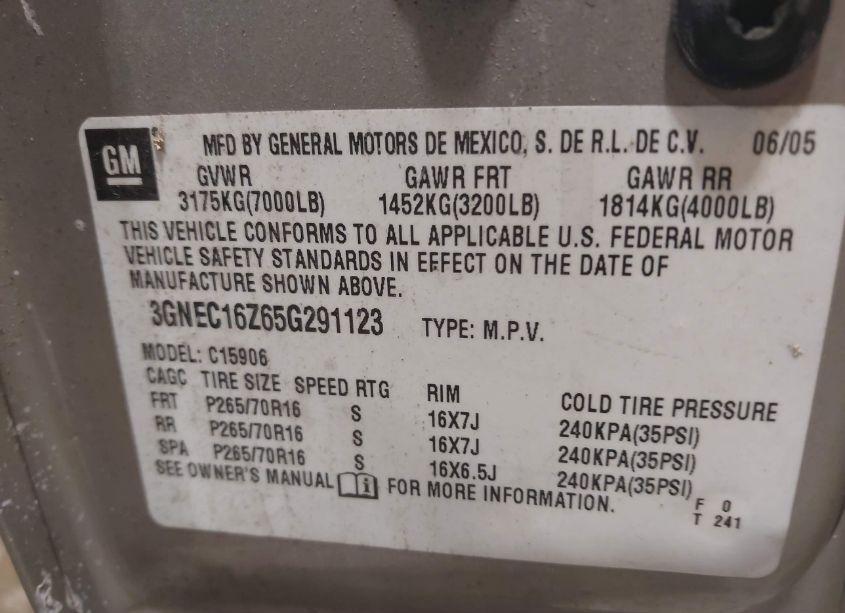 GM
MFD BY GENERAL MOTORS DE MEXICO, S. DE R.L. DE C.V. 06/05
GVWR GAWR FRT GAWR RR
3175KG(7000LB) 1452KG(3200LB) 1814KG(4000LB)
THIS VEHICLE CONFORMS TO ALL APPLICABLE U.S. FEDERAL MOTOR
VEHICLE SAFETY STANDARDS IN EFFECT ON THE DATE OF
MANUFACTURE SHOWN ABOVE.
3GNEC16Z65G291123 TYPE: M.P.V.
MODEL: C15906
CAGC TIRE SIZE SPEED RTG RIM COLD TIRE PRESSURE
FRT P265/70R16 S 16X7J 240KPA(35PSI)
RR P265/70R16 S 16X7J 240KPA(35PSI)
SPA P265/70R16 S 16X6.5J 240KPA(35PSI)
SEE OWNER'S MANUAL FOR MORE INFORMATION.
F 0
T 241